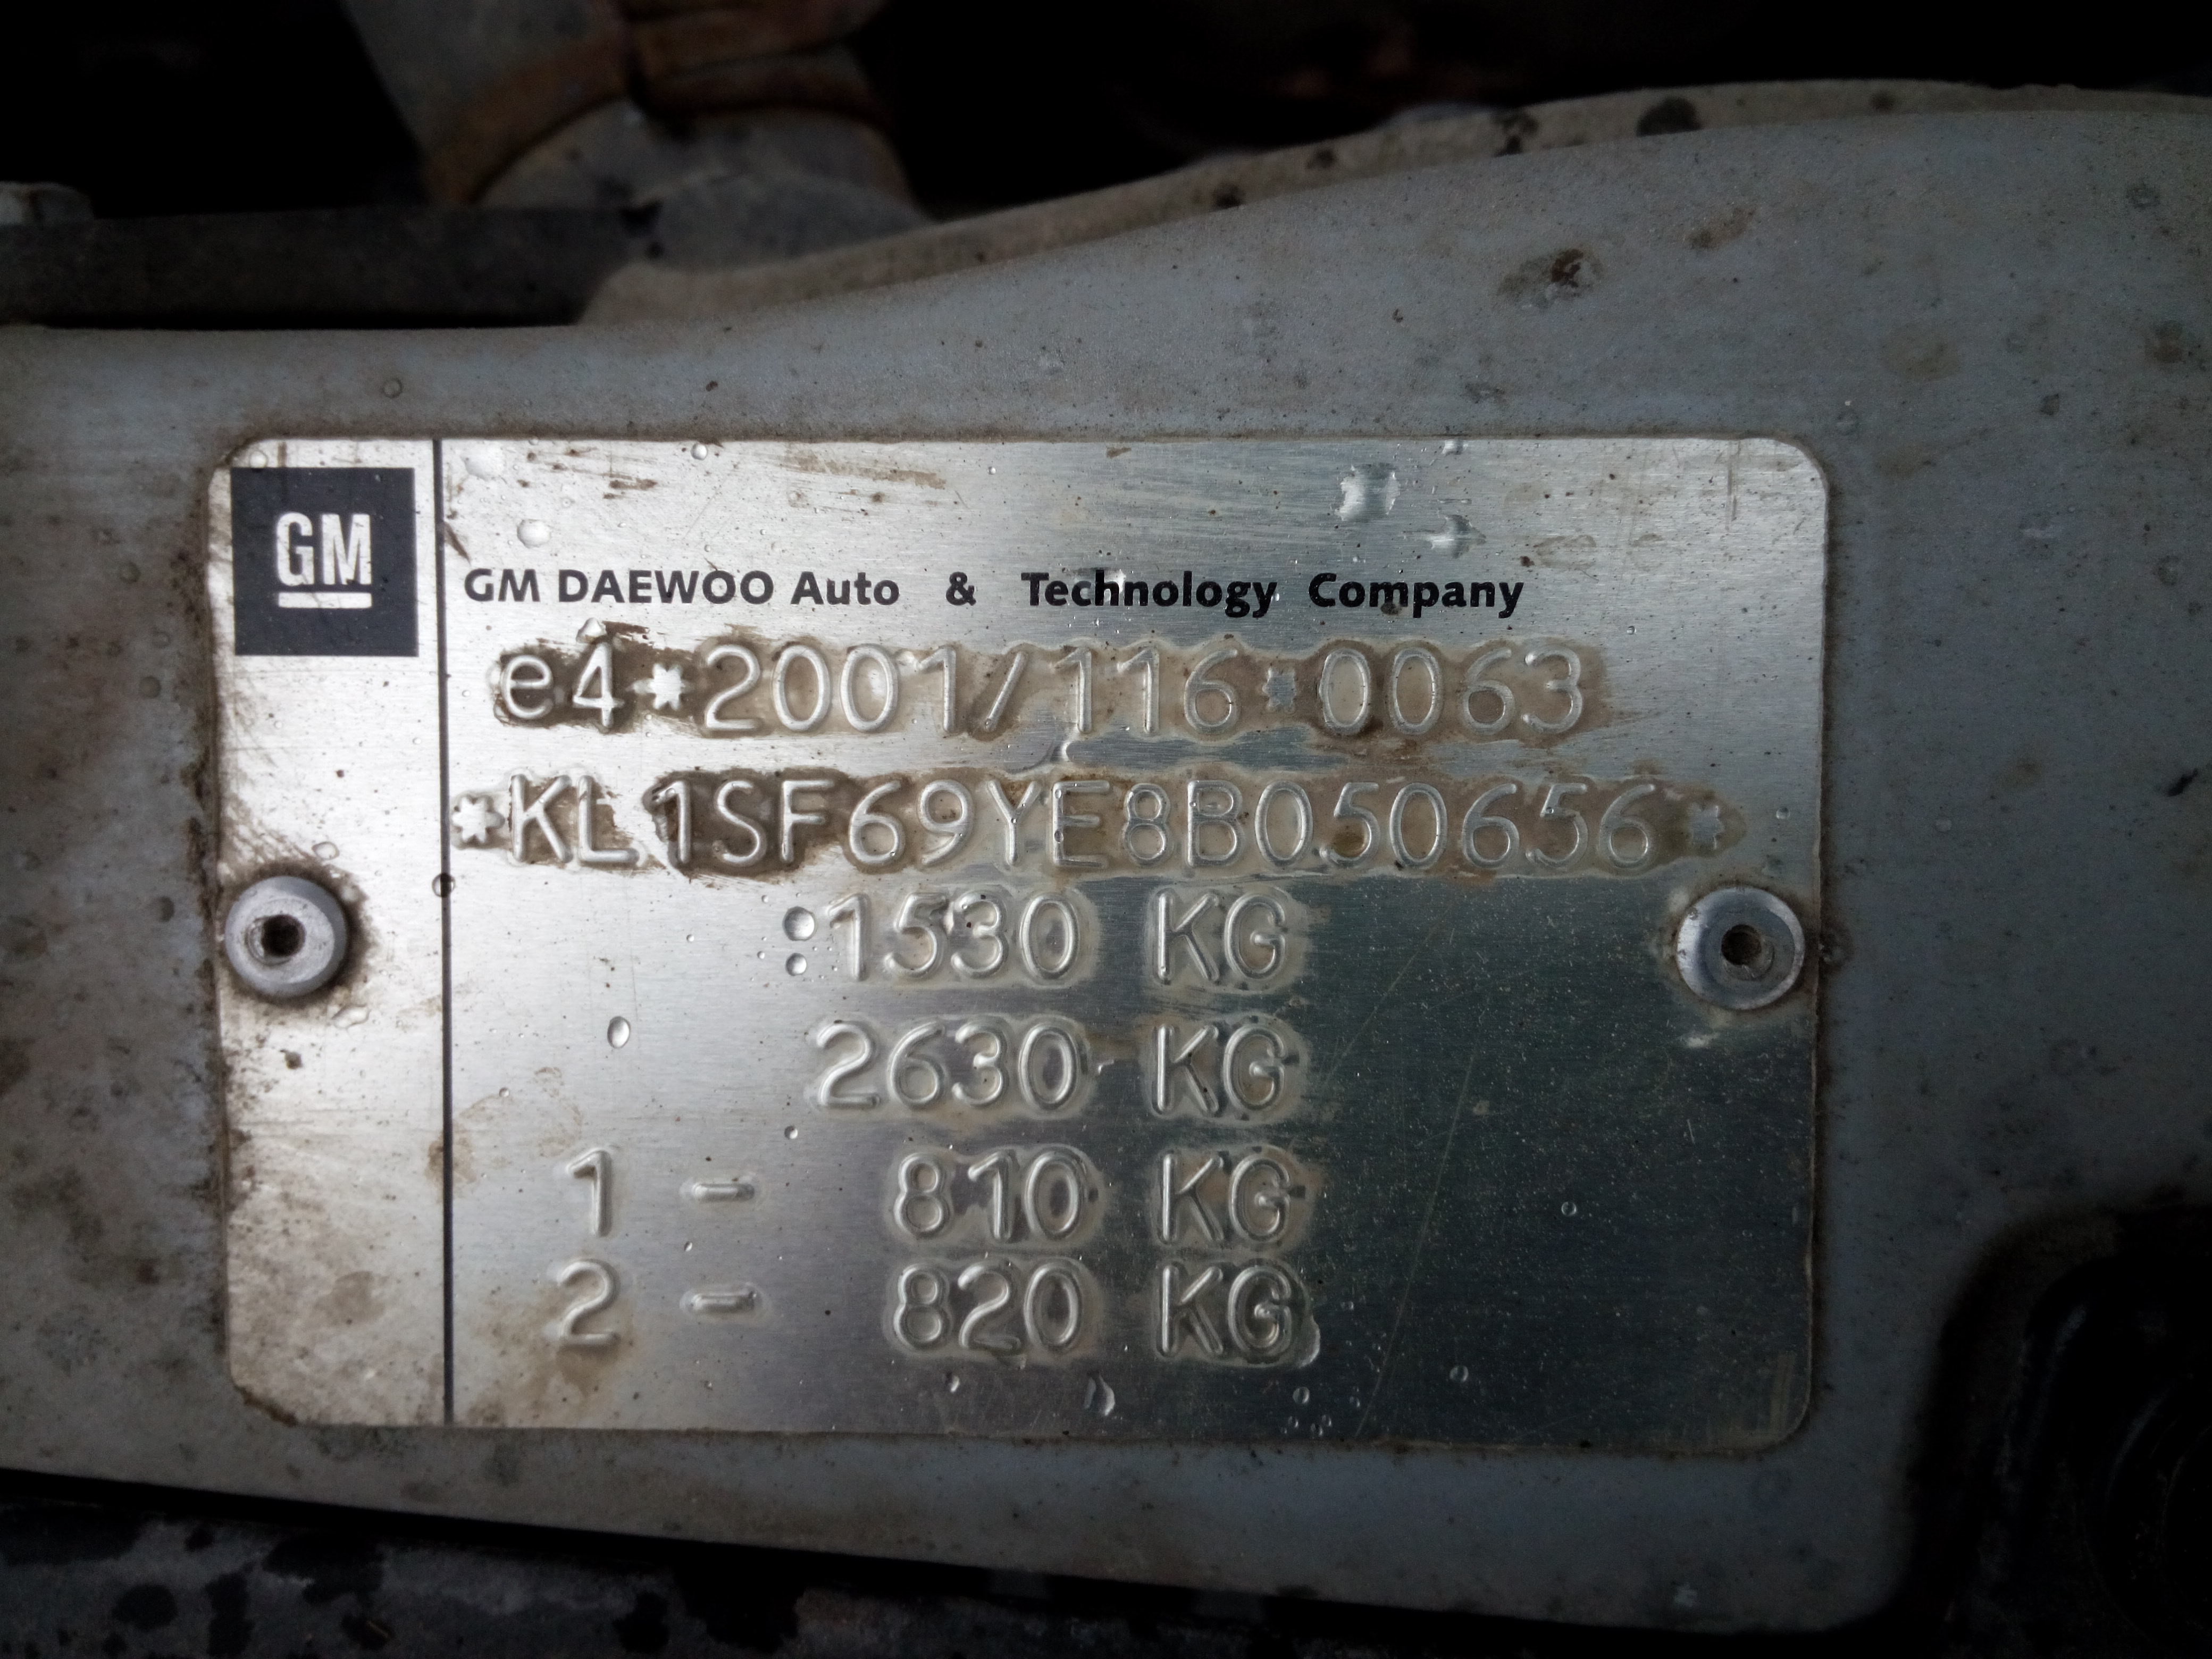 GM
GM DAEWOO Auto & Technology Company
e4*2001/116*0063
*KL1SF69YE8B050656*
1530 KG
2630 KG
1 - 810 KG
2 - 820 KG